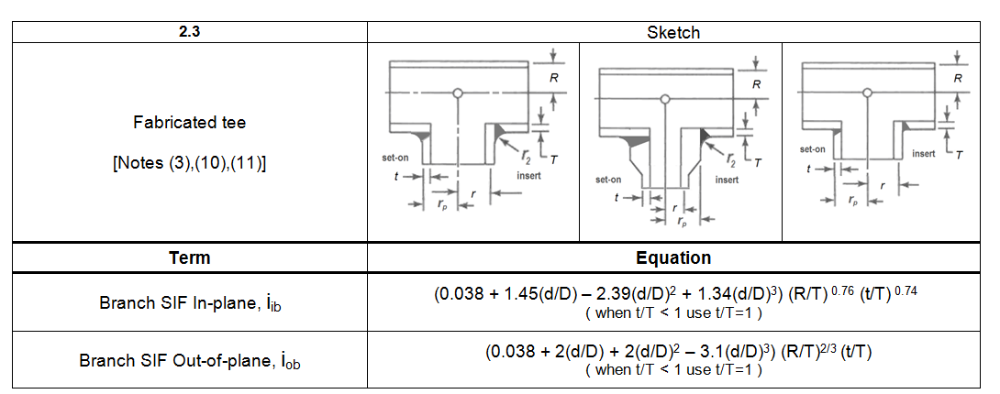 2.3
Sketch
Fabricated tee
[Notes (3),(10),(11)]
R
set-on
r2
T
t
insert
r
rp
R
set-on
r2
T
t
insert
r
rp
R
set-on
insert
T
t
r
rp
Term
Equation
Branch SIF In-plane, iib
(0.038 + 1.45(d/D) – 2.39(d/D)² + 1.34(d/D)³) (R/T)0.76 (t/T)0.74
( when t/T < 1 use t/T=1 )
Branch SIF Out-of-plane, iob
(0.038 + 2(d/D) + 2(d/D)² – 3.1(d/D)³) (R/T)2/3 (t/T)
( when t/T < 1 use t/T=1 )